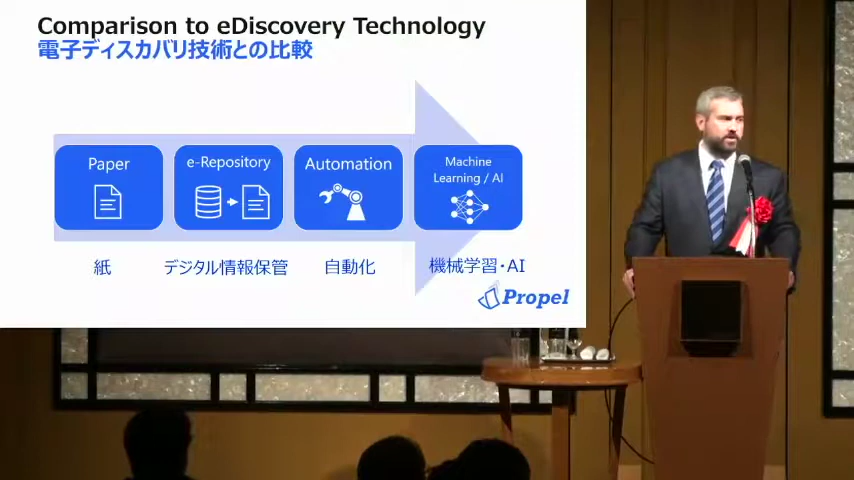 Comparison to eDiscovery Technology
電子ディスカバリ技術との比較
Paper
e-Repository
Automation
Machine
Learning / AI
紙
デジタル情報保管
自動化
機械学習・AI
Propel